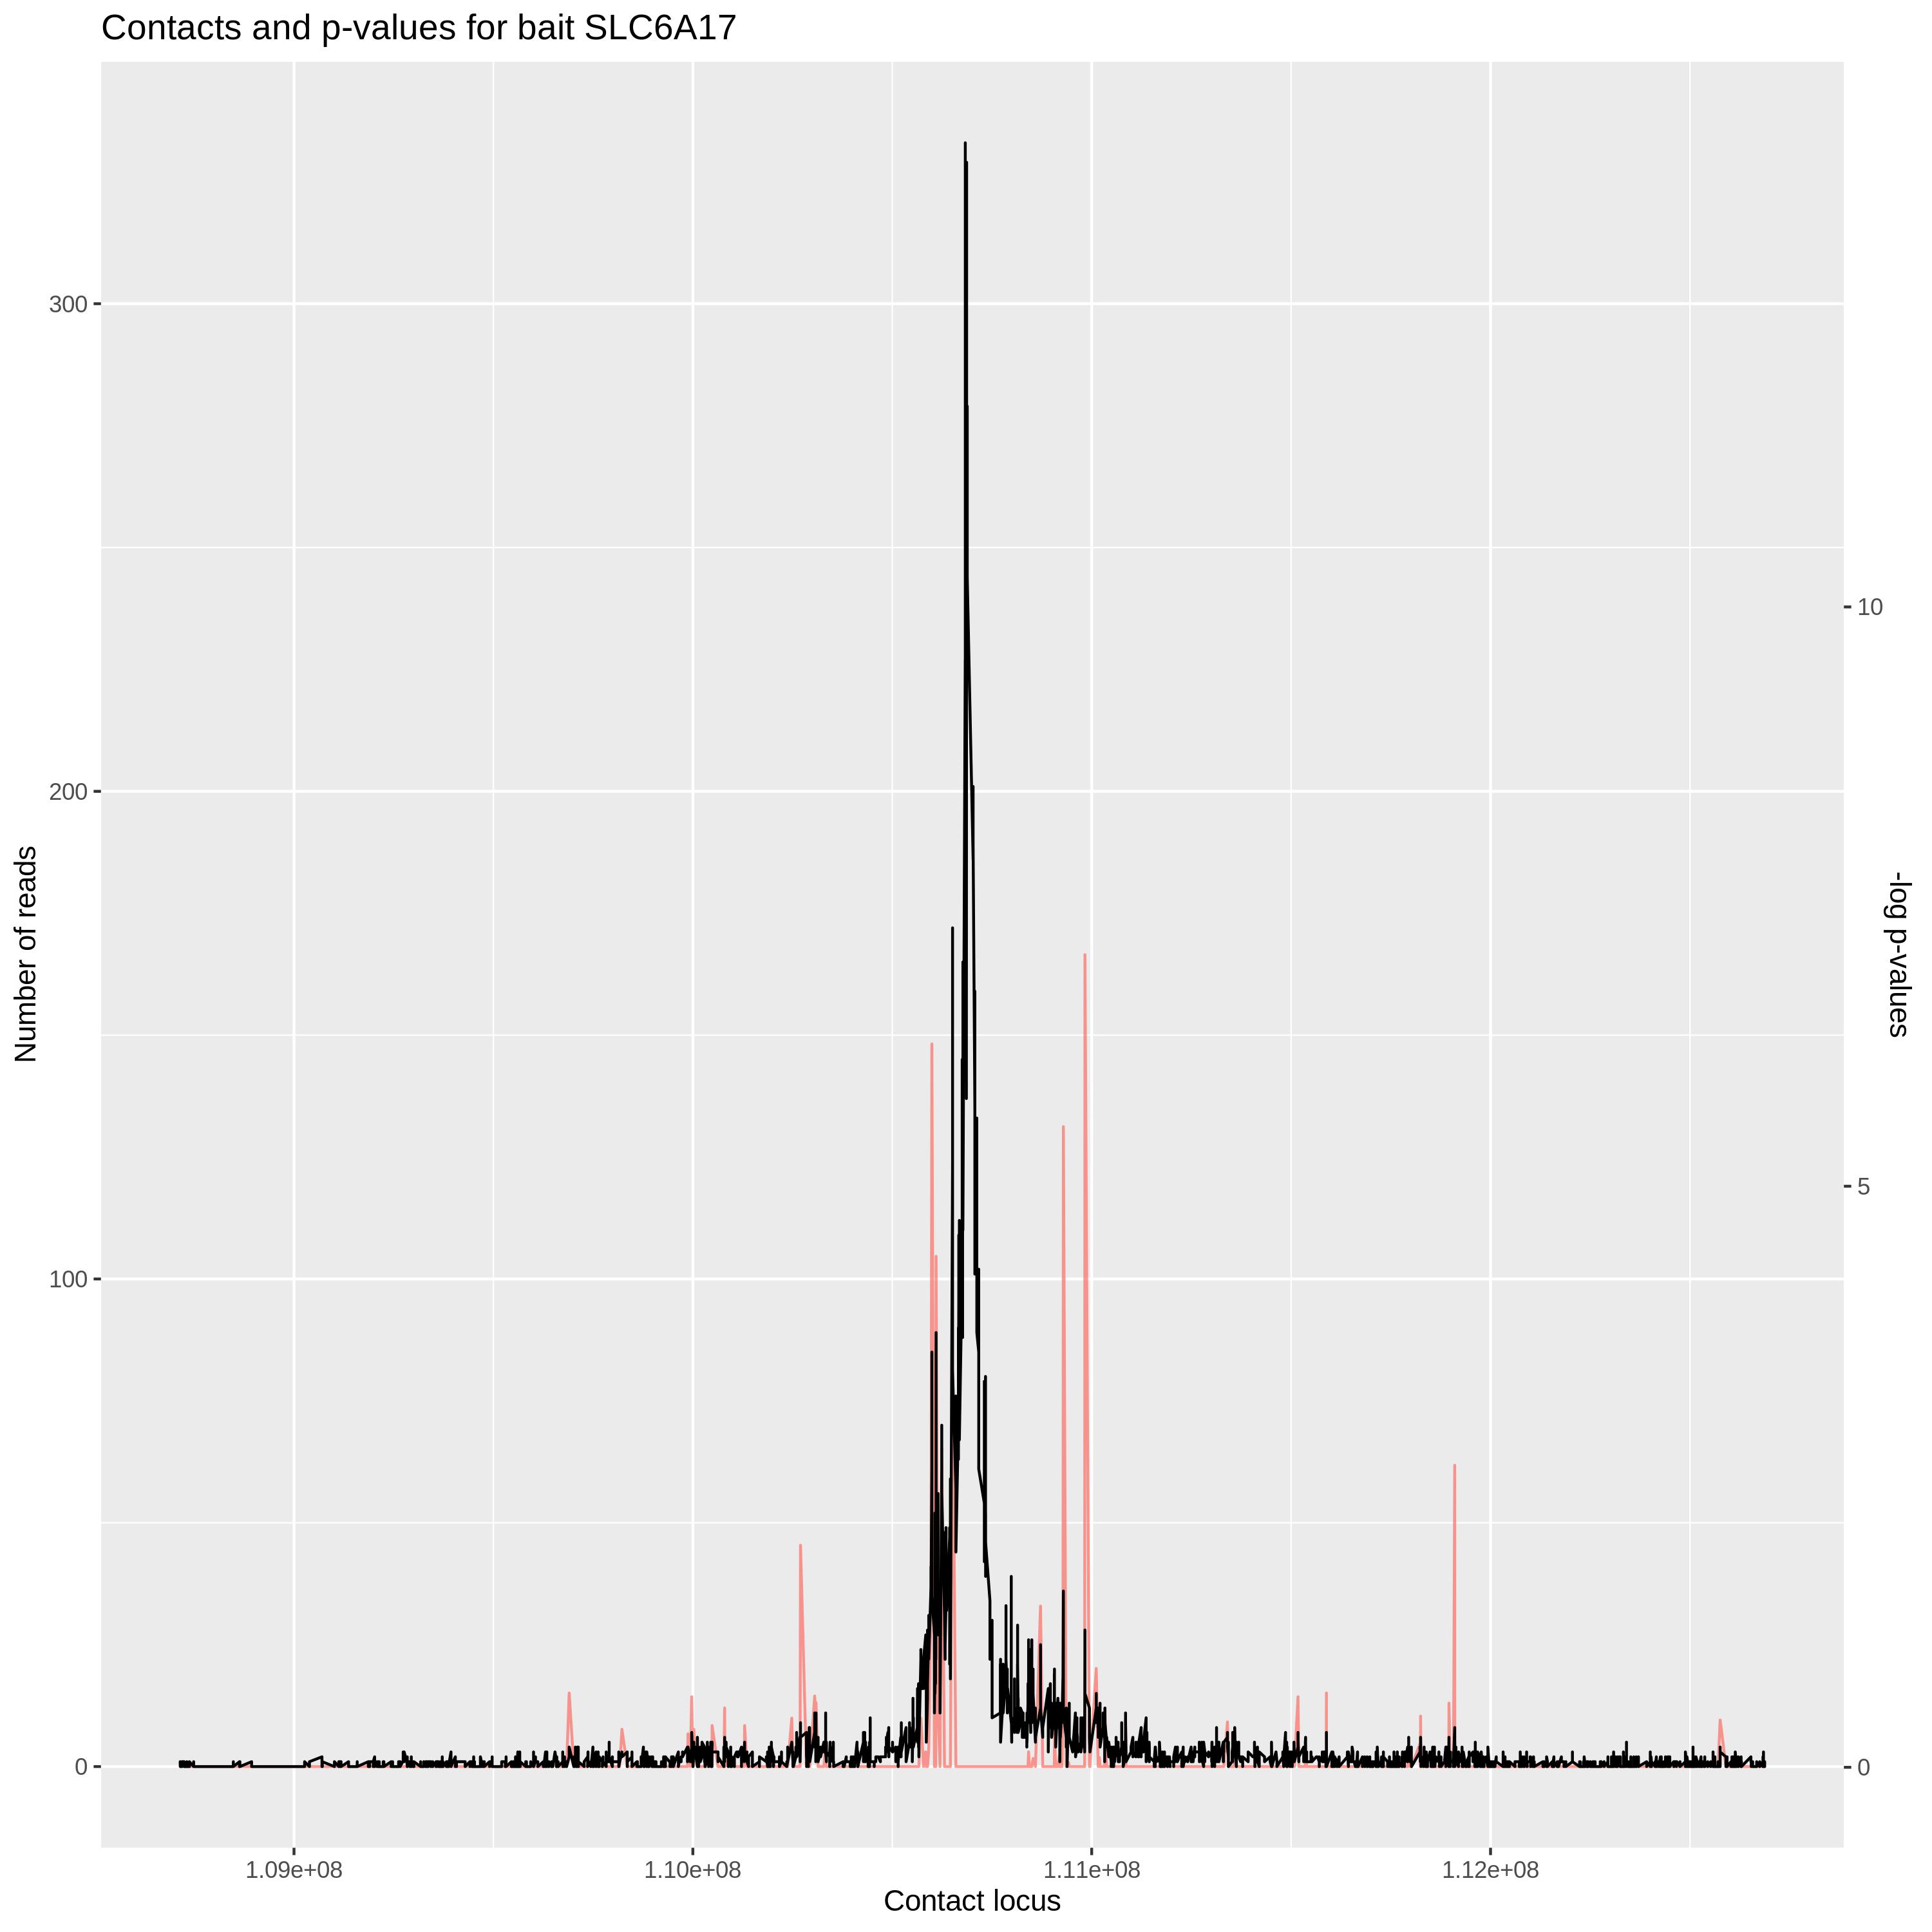 Contacts and p-values for bait SLC6A17
300
200
100
0
Number of reads
10
5
0
-log p-values
1.09e+08
1.10e+08
1.11e+08
1.12e+08
Contact locus